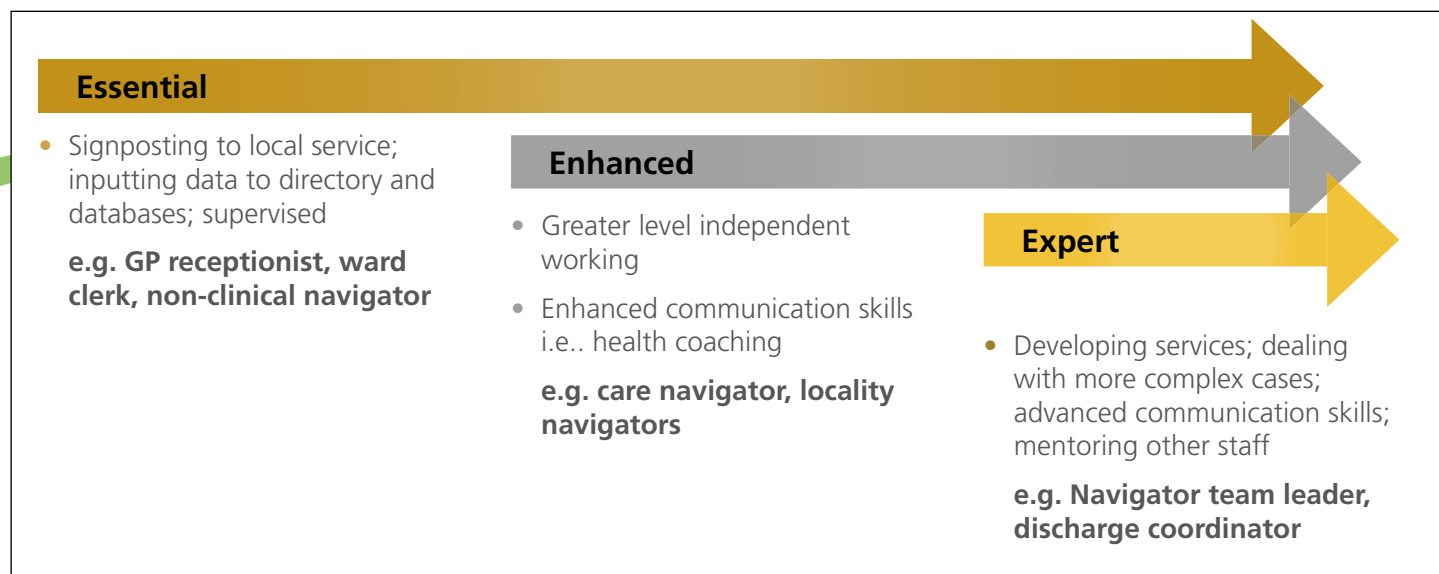 Essential
• Signposting to local service;
inputting data to directory and
databases; supervised
e.g. GP receptionist, ward
clerk, non-clinical navigator
Enhanced
• Greater level independent
working
• Enhanced communication skills
i.e.. health coaching
e.g. care navigator, locality
navigators
Expert
• Developing services; dealing
with more complex cases;
advanced communication skills;
mentoring other staff
e.g. Navigator team leader,
discharge coordinator